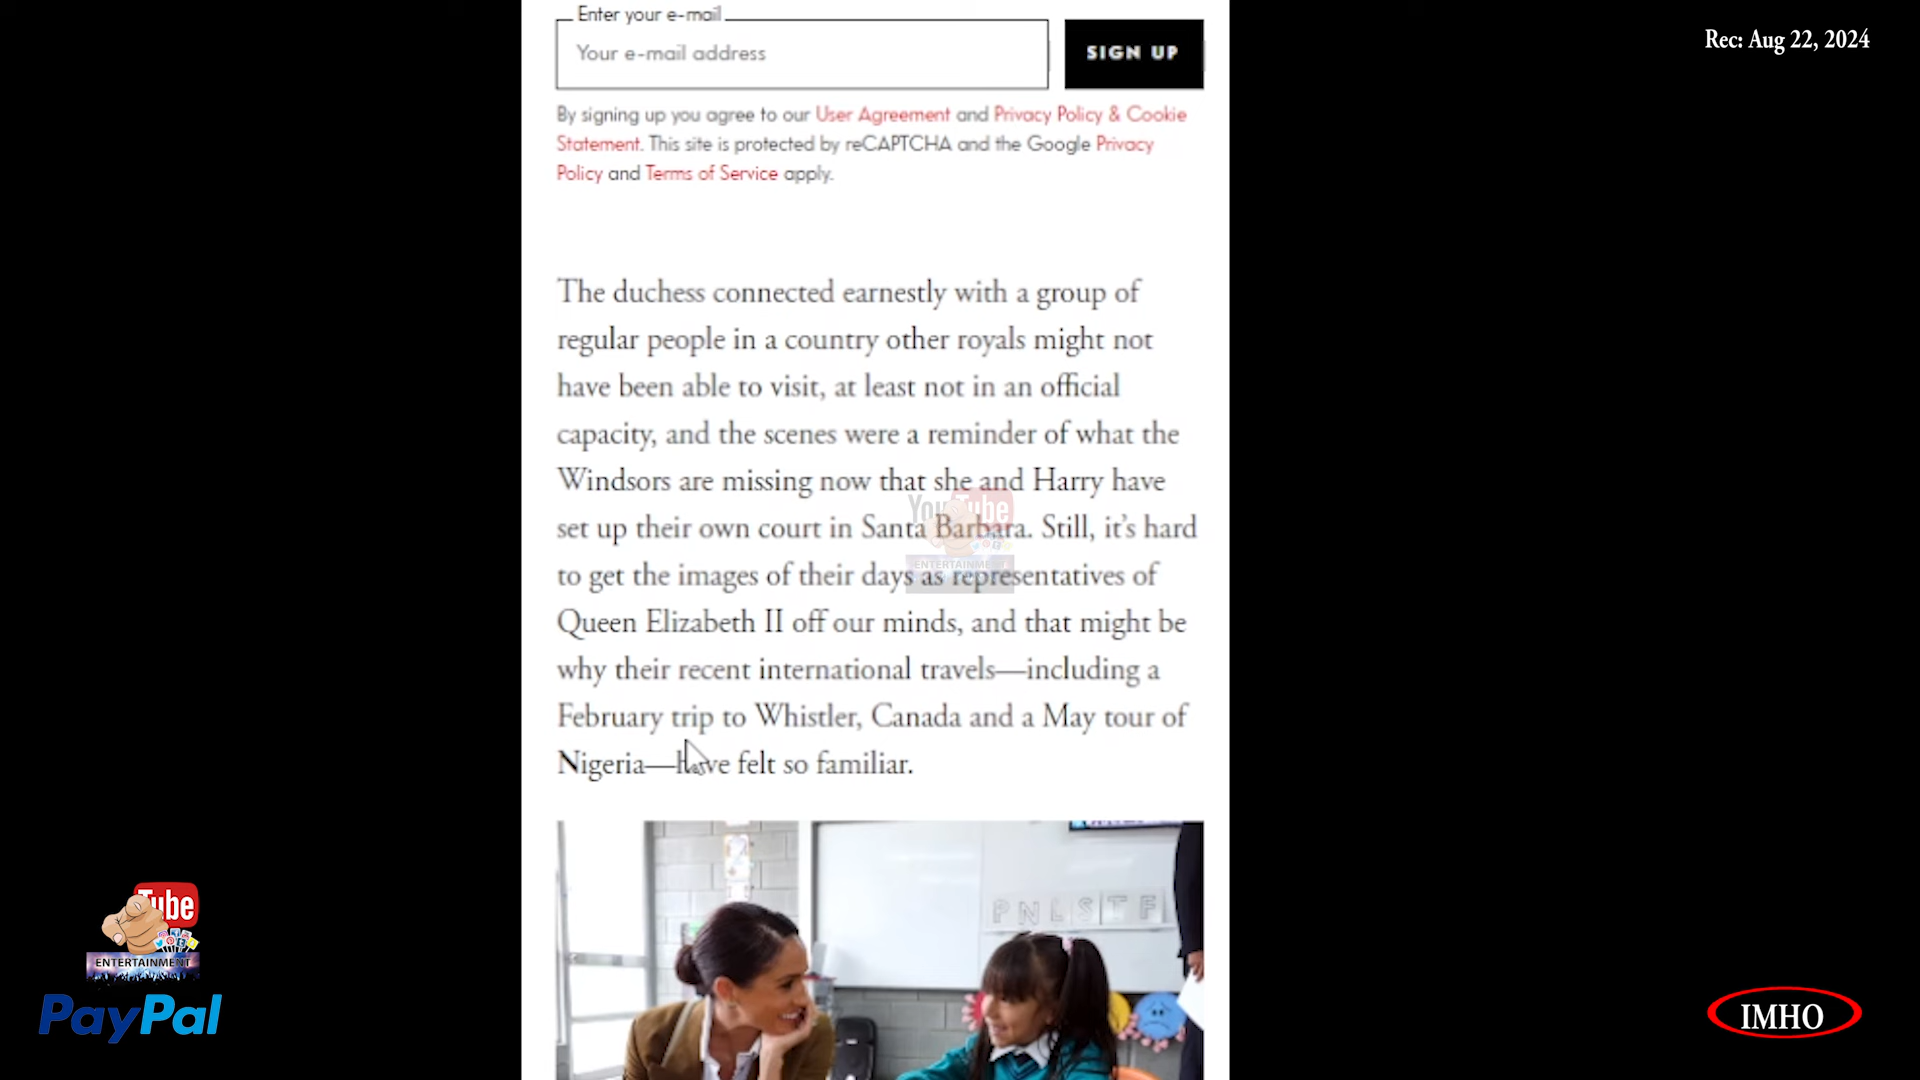 Enter your e-mail
Your e-mail address
SIGN UP
Rec: Aug 22, 2024
By signing up you agree to our User Agreement and Privacy Policy & Cookie
Statement. This site is protected by reCAPTCHA and the Google Privacy
Policy and Terms of Service apply.
The duchess connected earnestly with a group of
regular people in a country other royals might not
have been able to visit, at least not in an official
capacity, and the scenes were a reminder of what the
Windsors are missing now that she and Harry have
set up their own court in Santa Barbara. Still, it’s hard
to get the images of their days as representatives of
Queen Elizabeth II off our minds, and that might be
why their recent international travels—including a
February trip to Whistler, Canada and a May tour of
Nigeria—have felt so familiar.
YouTube
ENTERTAINMENT
PNLSTF
Tube
ENTERTAINMENT
PayPal
IMHO